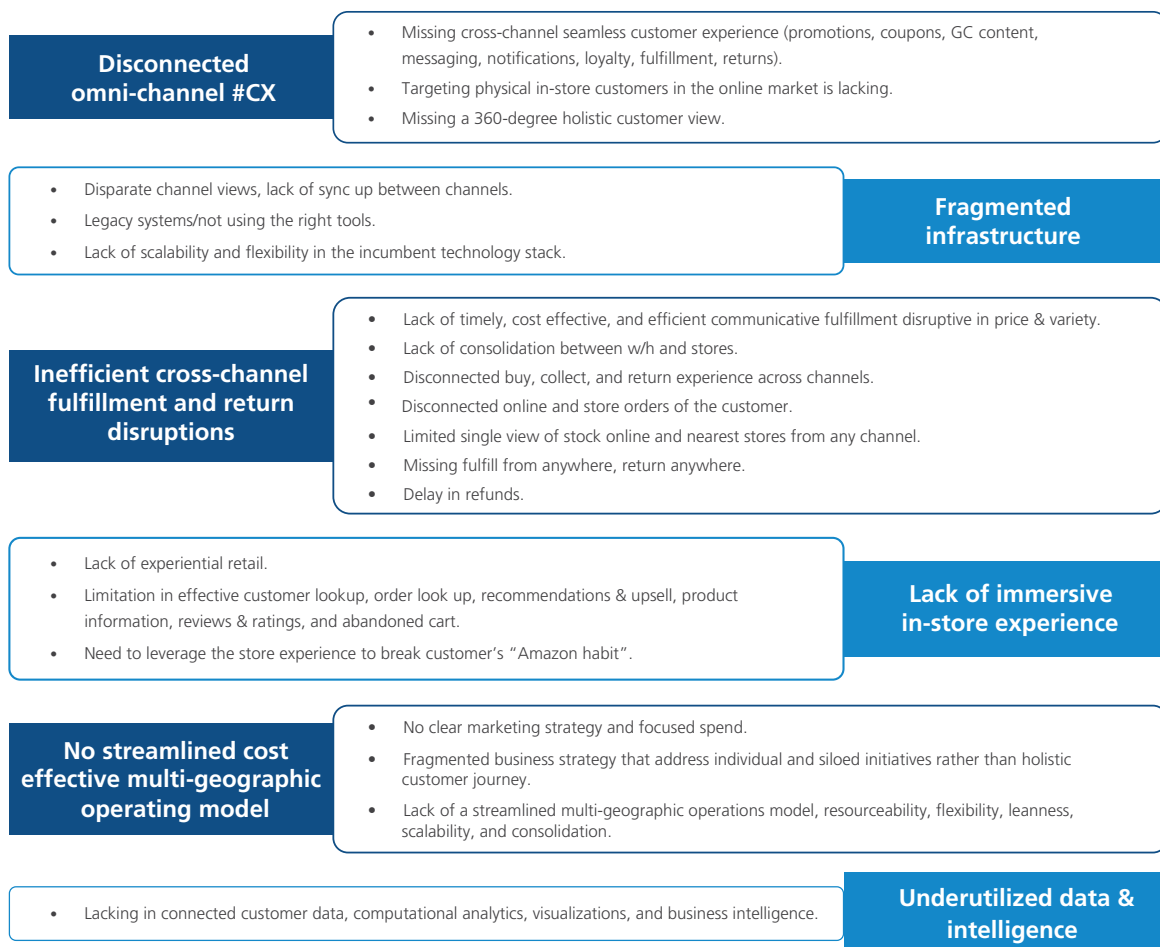 Disconnected
omni-channel #CX
• Missing cross-channel seamless customer experience (promotions, coupons, GC content,
messaging, notifications, loyalty, fulfillment, returns).
• Targeting physical in-store customers in the online market is lacking.
• Missing a 360-degree holistic customer view.
• Disparate channel views, lack of sync up between channels.
• Legacy systems/not using the right tools.
• Lack of scalability and flexibility in the incumbent technology stack.
Fragmented
infrastructure
Inefficient cross-channel
fulfillment and return
disruptions
• Lack of timely, cost effective, and efficient communicative fulfillment disruptive in price & variety.
• Lack of consolidation between w/h and stores.
• Disconnected buy, collect, and return experience across channels.
• Disconnected online and store orders of the customer.
• Limited single view of stock online and nearest stores from any channel.
• Missing fulfill from anywhere, return anywhere.
• Delay in refunds.
• Lack of experiential retail.
• Limitation in effective customer lookup, order look up, recommendations & upsell, product
information, reviews & ratings, and abandoned cart.
• Need to leverage the store experience to break customer's “Amazon habit”.
Lack of immersive
in-store experience
No streamlined cost
effective multi-geographic
operating model
• No clear marketing strategy and focused spend.
• Fragmented business strategy that address individual and siloed initiatives rather than holistic
customer journey.
• Lack of a streamlined multi-geographic operations model, resourceability, flexibility, leanness,
scalability, and consolidation.
• Lacking in connected customer data, computational analytics, visualizations, and business intelligence.
Underutilized data &
intelligence